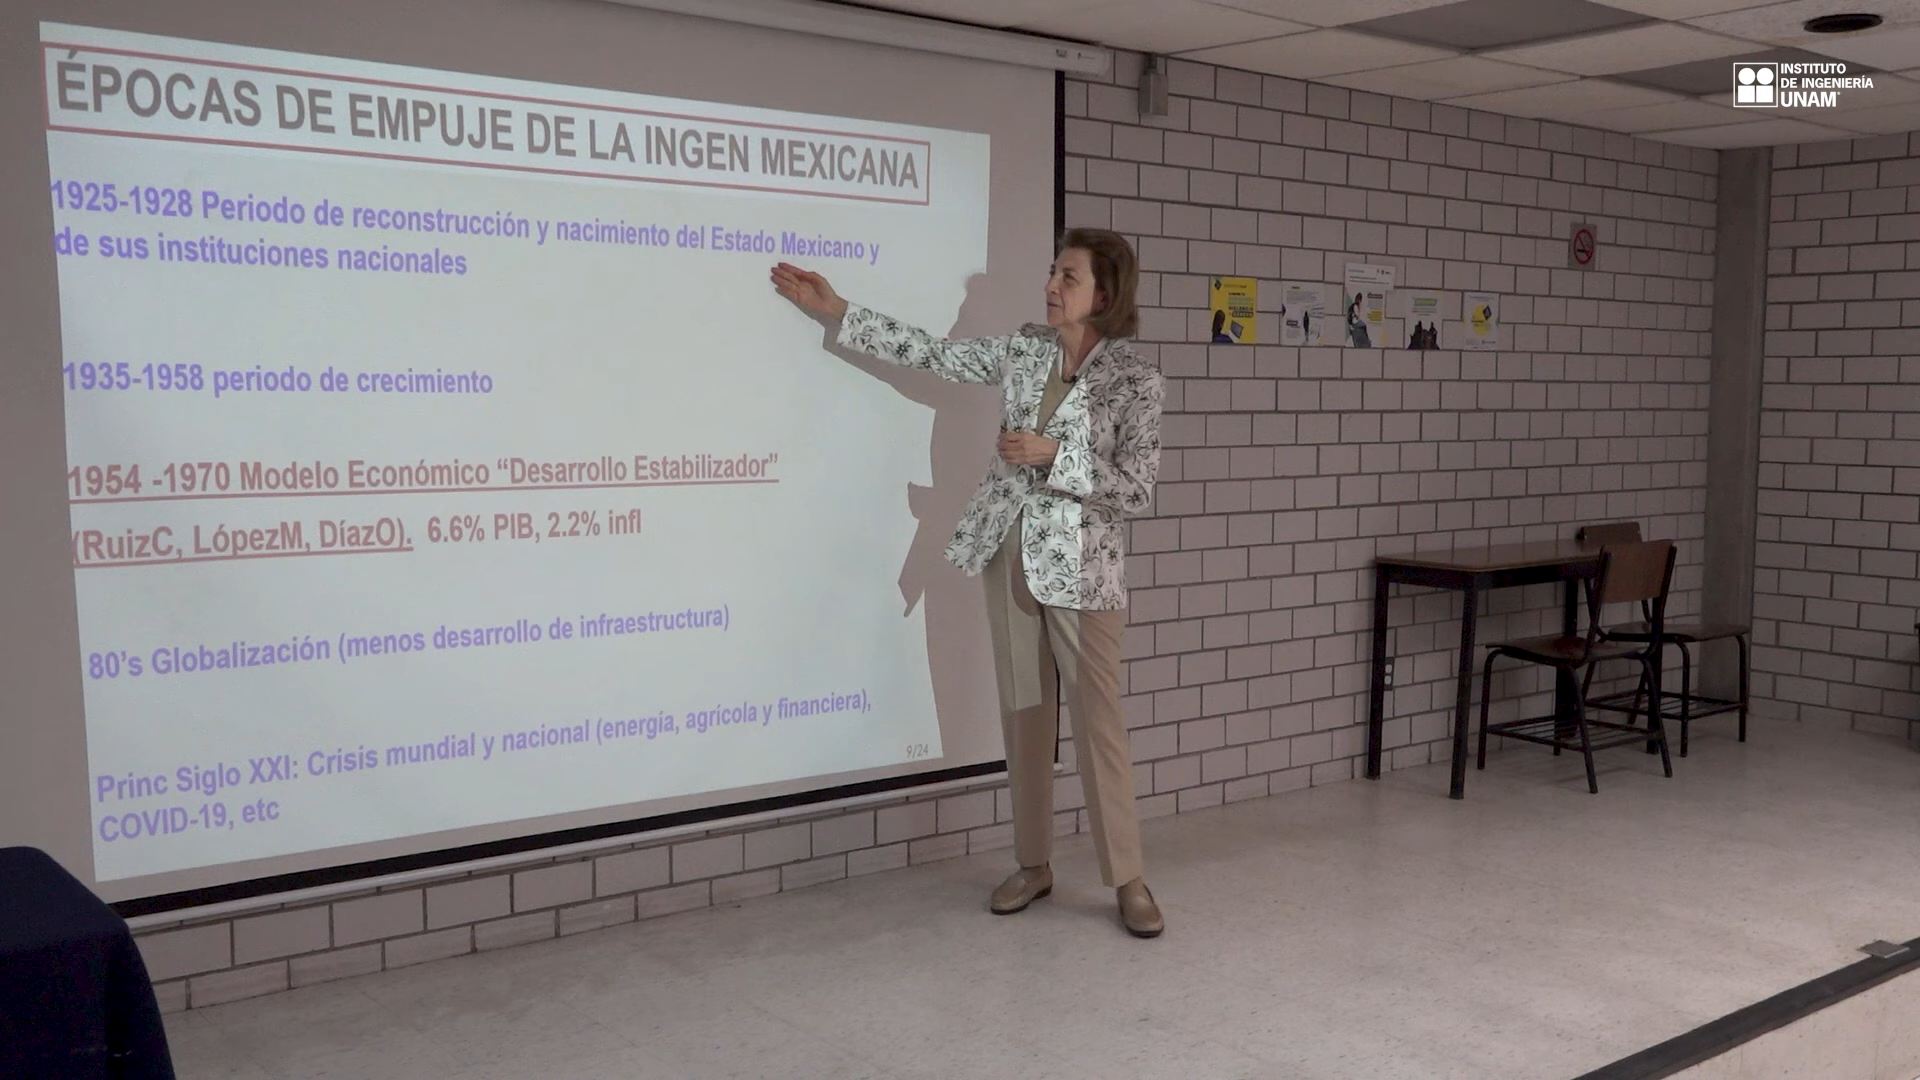 INSTITUTO
DE INGENIERÍA
UNAM
ÉPOCAS DE EMPUJE DE LA INGEN MEXICANA
1925-1928 Periodo de reconstrucción y nacimiento del Estado Mexicano y
de sus instituciones nacionales
1935-1958 periodo de crecimiento
1954 -1970 Modelo Económico “Desarrollo Estabilizador”
(RuizC, LópezM, DíazO). 6.6% PIB, 2.2% infl
80’s Globalización (menos desarrollo de infraestructura)
Princ Siglo XXI: Crisis mundial y nacional (energía, agrícola y financiera),
COVID-19, etc
9/24